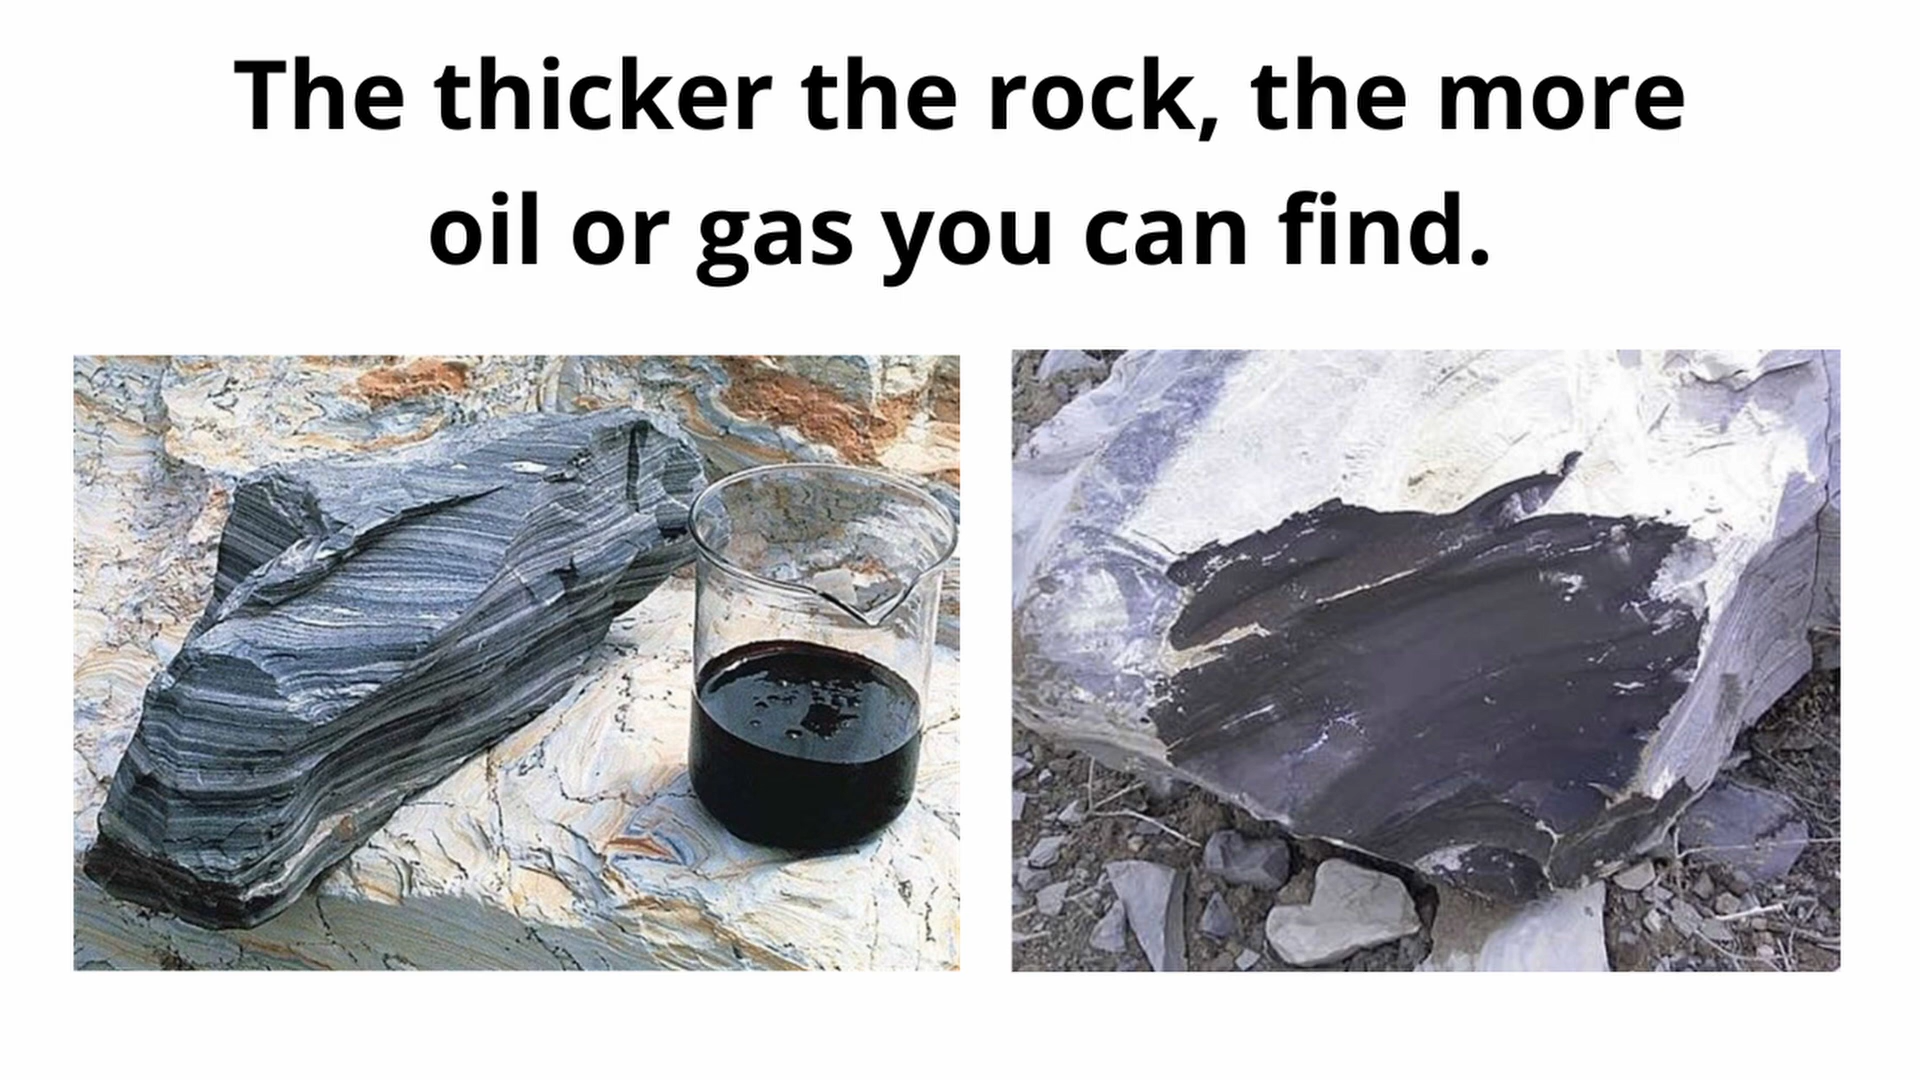 The thicker the rock, the more
oil or gas you can find.